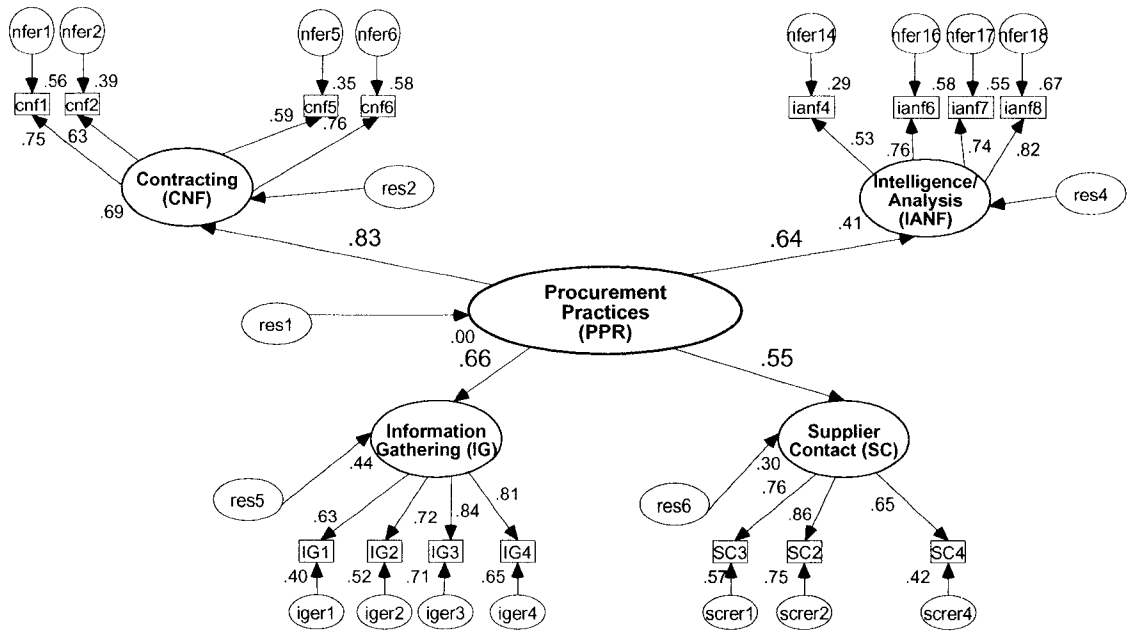 nfer1 nfer2 nfer5 nfer6 nfer14 nfer16 nfer17 nfer18
.56 .39 .35 .58 .29 .58 .55 .67
cnf1 cnf2 cnf5 cnf6 ianf4 ianf6 ianf7 ianf8
.75 .63 .59 .76 .53 .76 .74 .82
Contracting
(CNF)
.69
res2
Intelligence/
Analysis
(IANF)
.41
res4
.83 .64
Procurement
Practices
(PPR)
res1
.00
.66 .55
Information
Gathering (IG)
.44
res5
Supplier
Contact (SC)
.30
res6
.63 .72 .84 .81 .76 .86 .65
IG1 IG2 IG3 IG4 SC3 SC2 SC4
.40 .52 .71 .65 .57 .75 .42
iger1 iger2 iger3 iger4 screr1 screr2 screr4